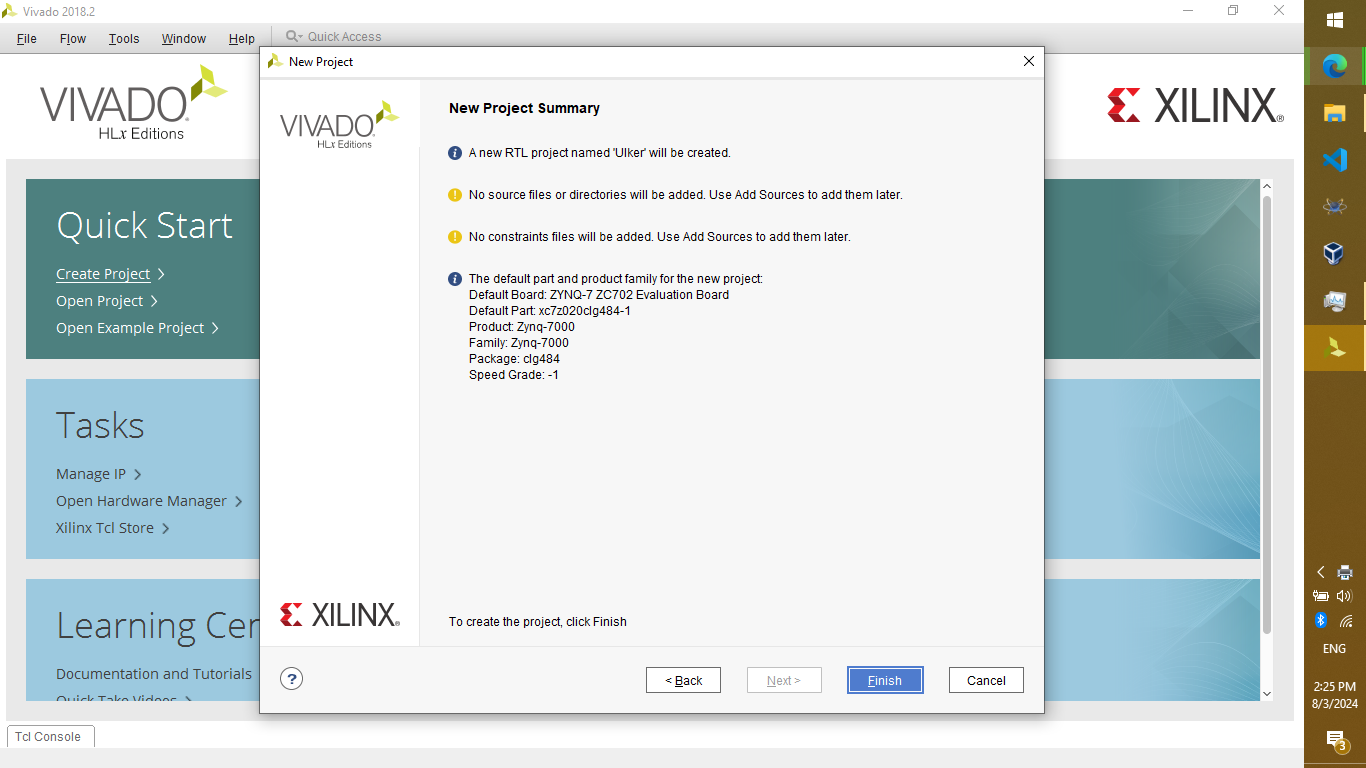 Vivado 2018.2
File Flow Tools Window Help Quick Access
VIVADO
HLx Editions
XILINX
Quick Start
Create Project
Open Project
Open Example Project
Tasks
Manage IP
Open Hardware Manager
Xilinx Tcl Store
Learning Cer
Documentation and Tutorials
Quick Take Videos
Tcl Console
New Project
VIVADO
HLx Editions
New Project Summary
A new RTL project named 'Ulker' will be created.
No source files or directories will be added. Use Add Sources to add them later.
No constraints files will be added. Use Add Sources to add them later.
The default part and product family for the new project:
Default Board: ZYNQ-7 ZC702 Evaluation Board
Default Part: xc7z020clg484-1
Product: Zynq-7000
Family: Zynq-7000
Package: clg484
Speed Grade: -1
XILINX
To create the project, click Finish
?
< Back Next > Finish Cancel
ENG
2:25 PM
8/3/2024
3